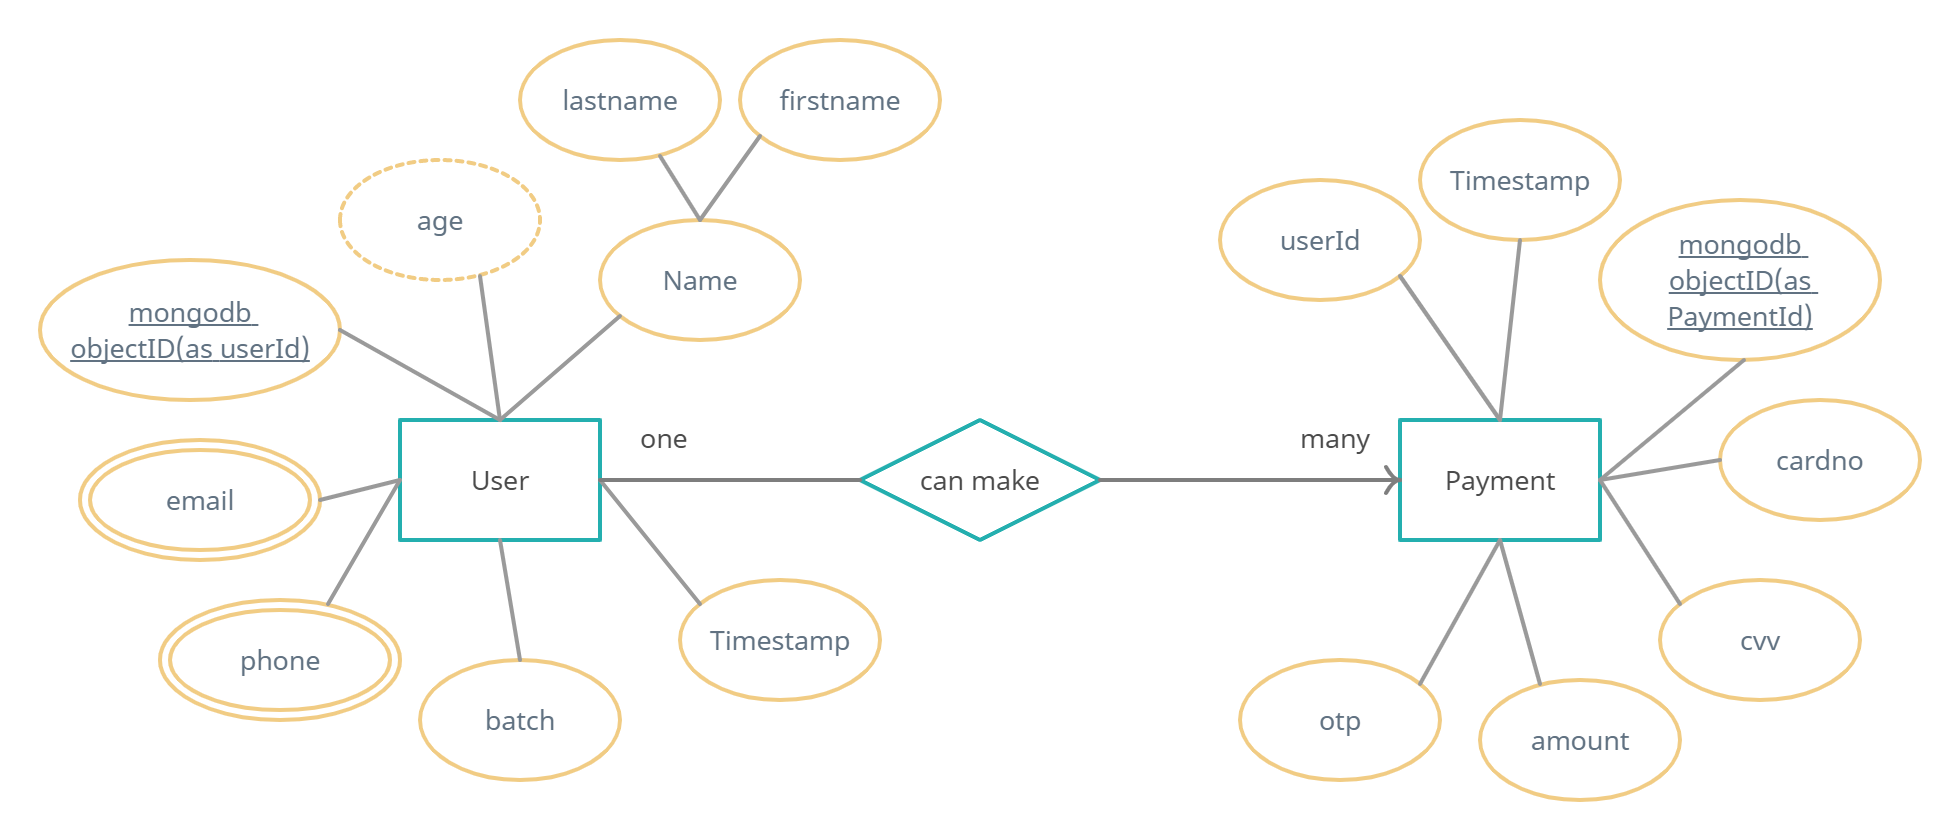 lastname
firstname
age
Name
mongodb
objectID(as userId)
email
phone
batch
Timestamp
User
one
can make
many
Payment
userId
Timestamp
mongodb
objectID(as
PaymentId)
cardno
cvv
amount
otp